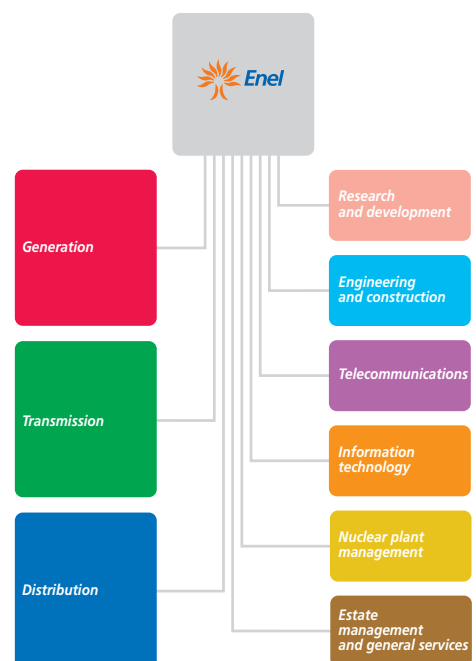 Enel
Generation
Transmission
Distribution
Research
and development
Engineering
and construction
Telecommunications
Information
technology
Nuclear plant
management
Estate
management
and general services